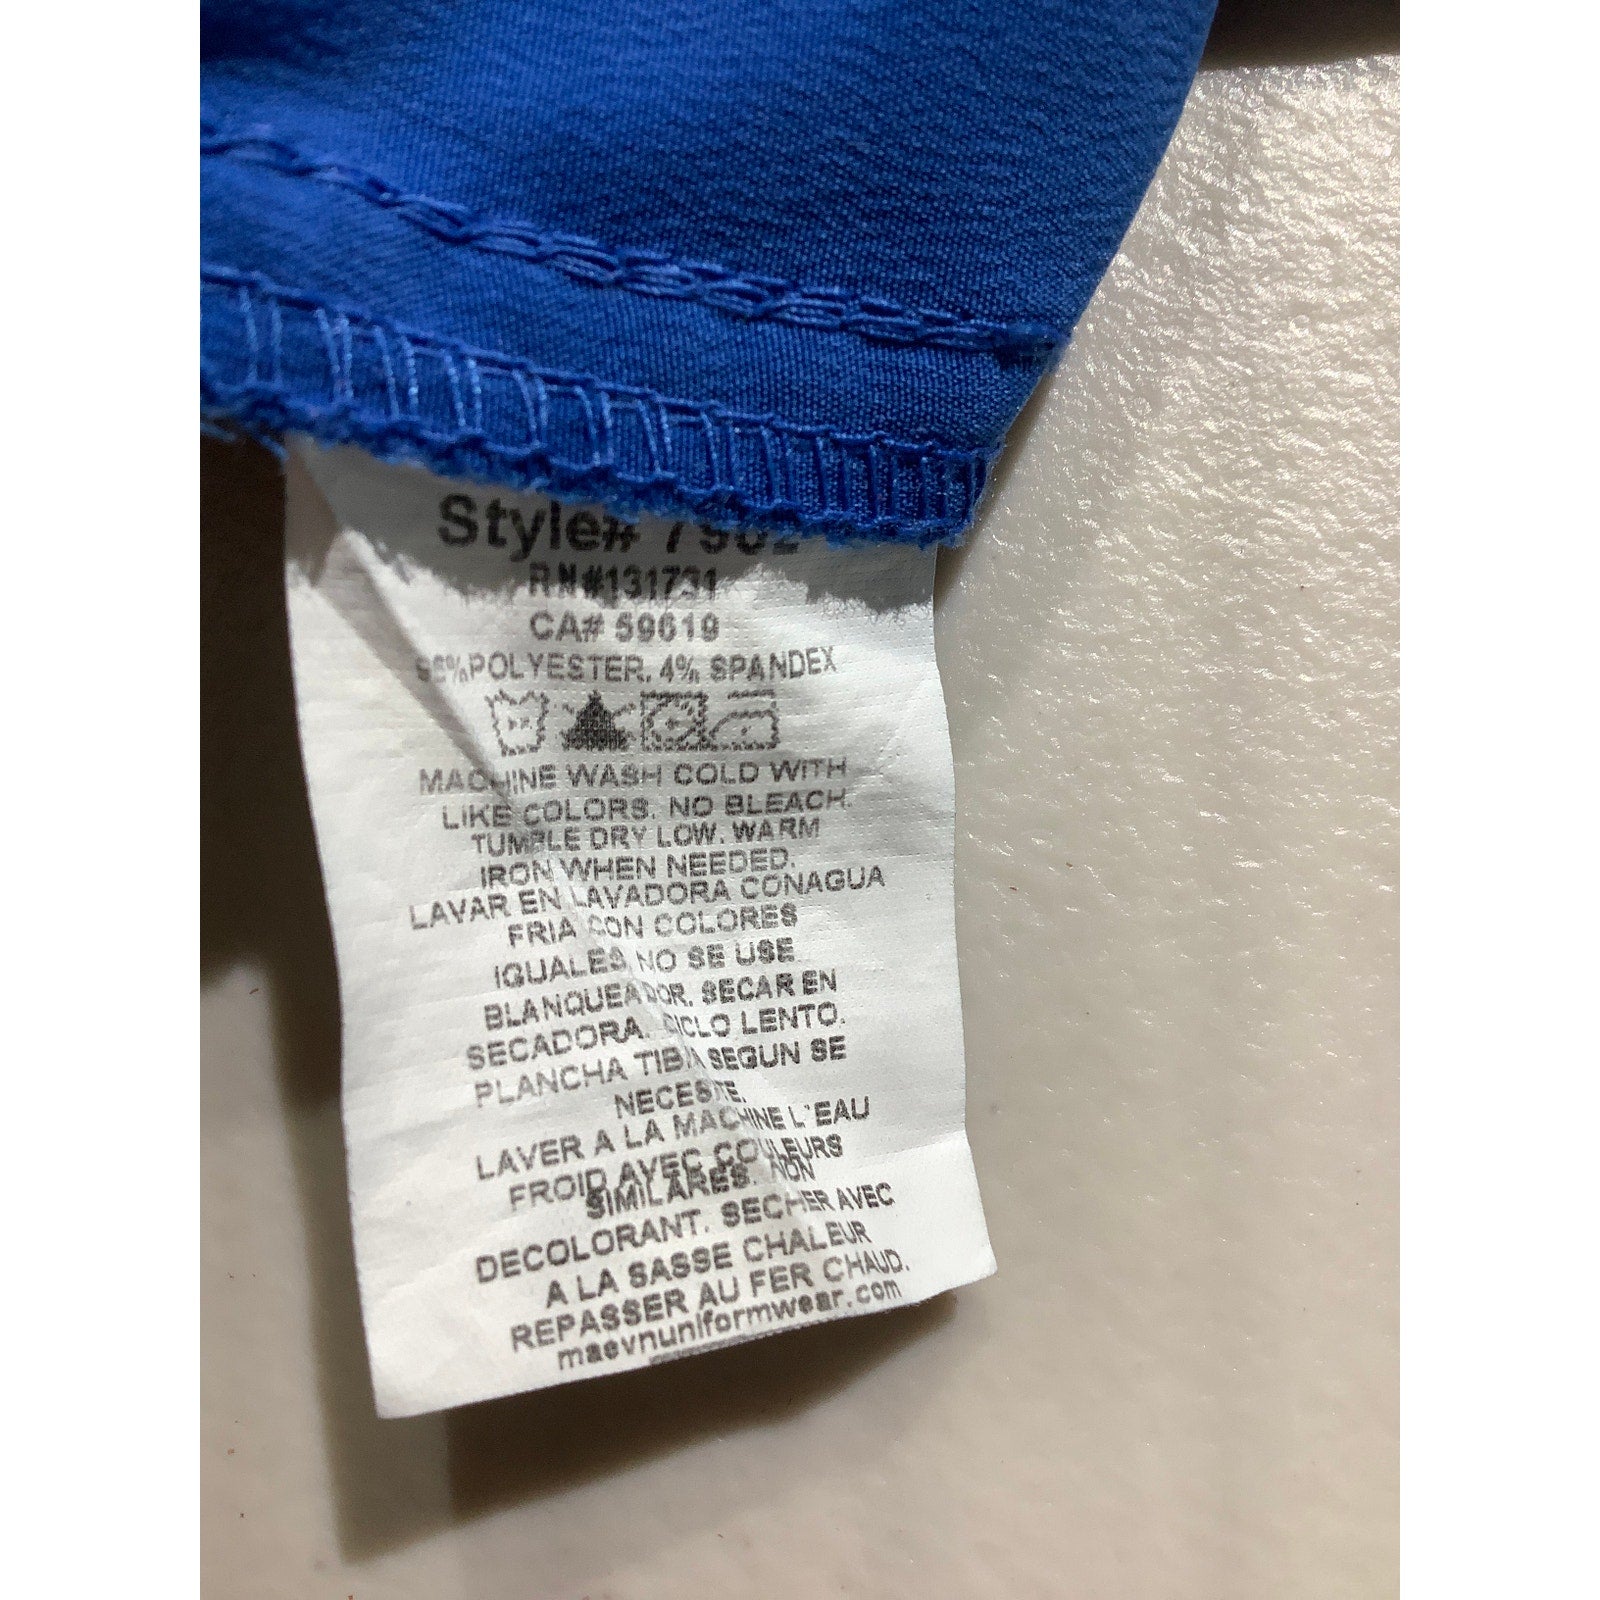 Style#
RN#131731
CA# 59619
96%POLYESTER, 4% SPANDEX
MACHINE WASH COLD WITH
LIKE COLORS. NO BLEACH.
TUMBLE DRY LOW. WARM
IRON WHEN NEEDED.
LAVAR EN LAVADORA CONAGUA
FRIA CON COLORES
IGUALES NO SE USE
BLANQUEADOR. SECAR EN
SECADORA. CICLO LENTO.
PLANCHA TIBIA SEGUN SE
NECESITE.
LAVER A LA MACHINE L'EAU
FROID AVEC COULEURS
SIMILARES. NON
DECOLORANT. SECHER AVEC
A LA SASSE CHALEUR
REPASSER AU FER CHAUD.
maevnuniformwear.com